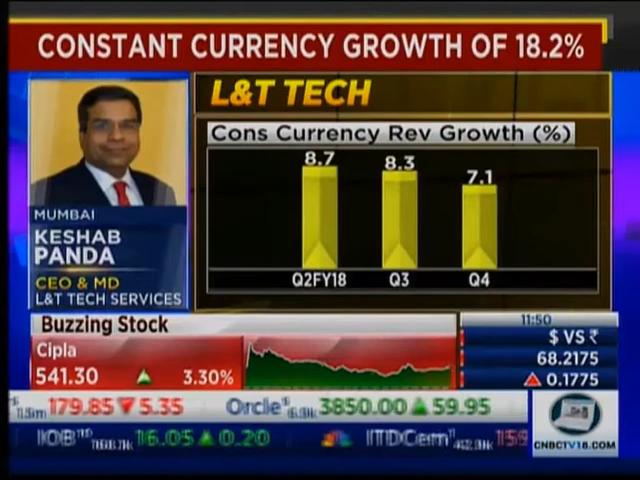 CONSTANT CURRENCY GROWTH OF 18.2%
L&T TECH
Cons Currency Rev Growth (%)
8.7 8.3 7.1
Q2FY18 Q3 Q4
MUMBAI
KESHAB
PANDA
CEO & MD
L&T TECH SERVICES
Buzzing Stock
Cipla
541.30 3.30%
11:50
$ VS ₹
68.2175
0.1775
179.85 5.35 Orcle 3850.00 59.95
IOB 16.05 0.20 ITDCem
CNBCTV18.COM